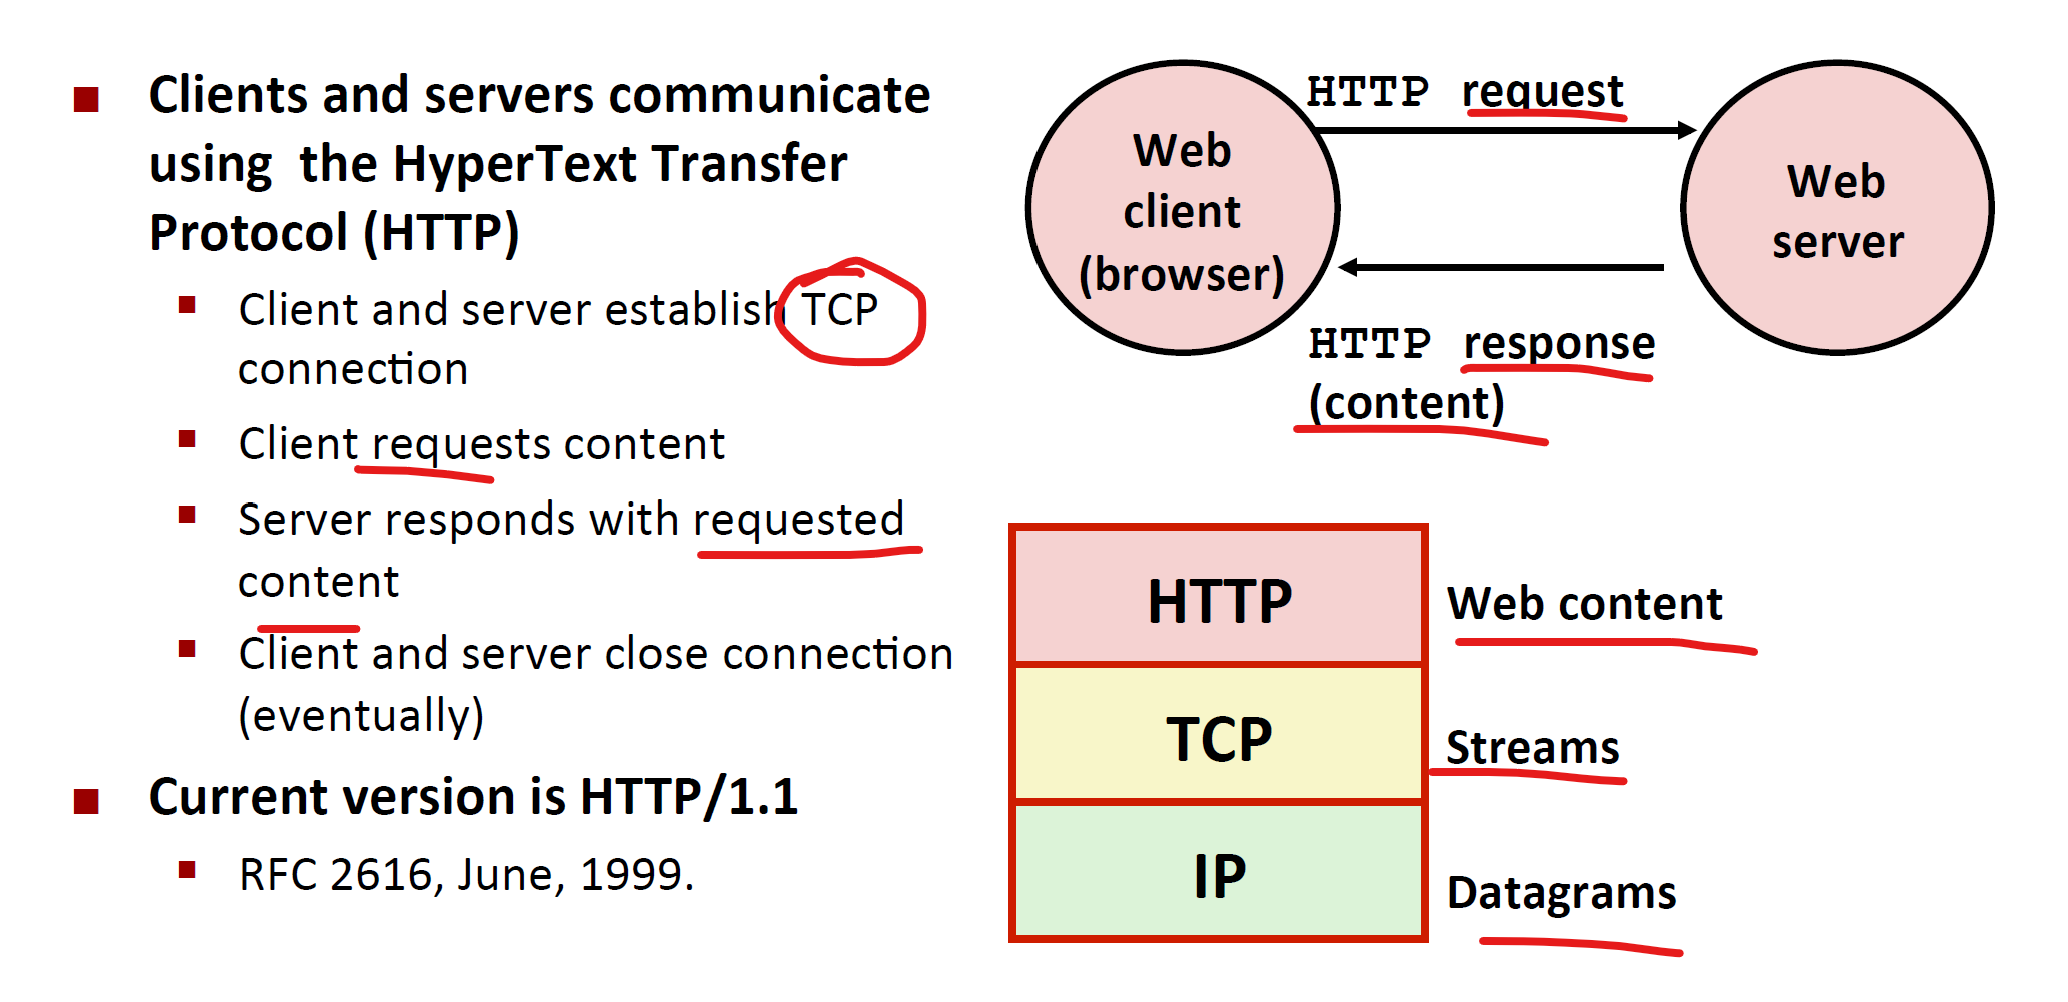 Clients and servers communicate
using the HyperText Transfer
Protocol (HTTP)
Client and server establish TCP
connection
Client requests content
Server responds with requested
content
Client and server close connection
(eventually)
Current version is HTTP/1.1
RFC 2616, June, 1999.
Web
client
(browser)
HTTP request
Web
server
HTTP response
(content)
HTTP
Web content
TCP
Streams
IP
Datagrams